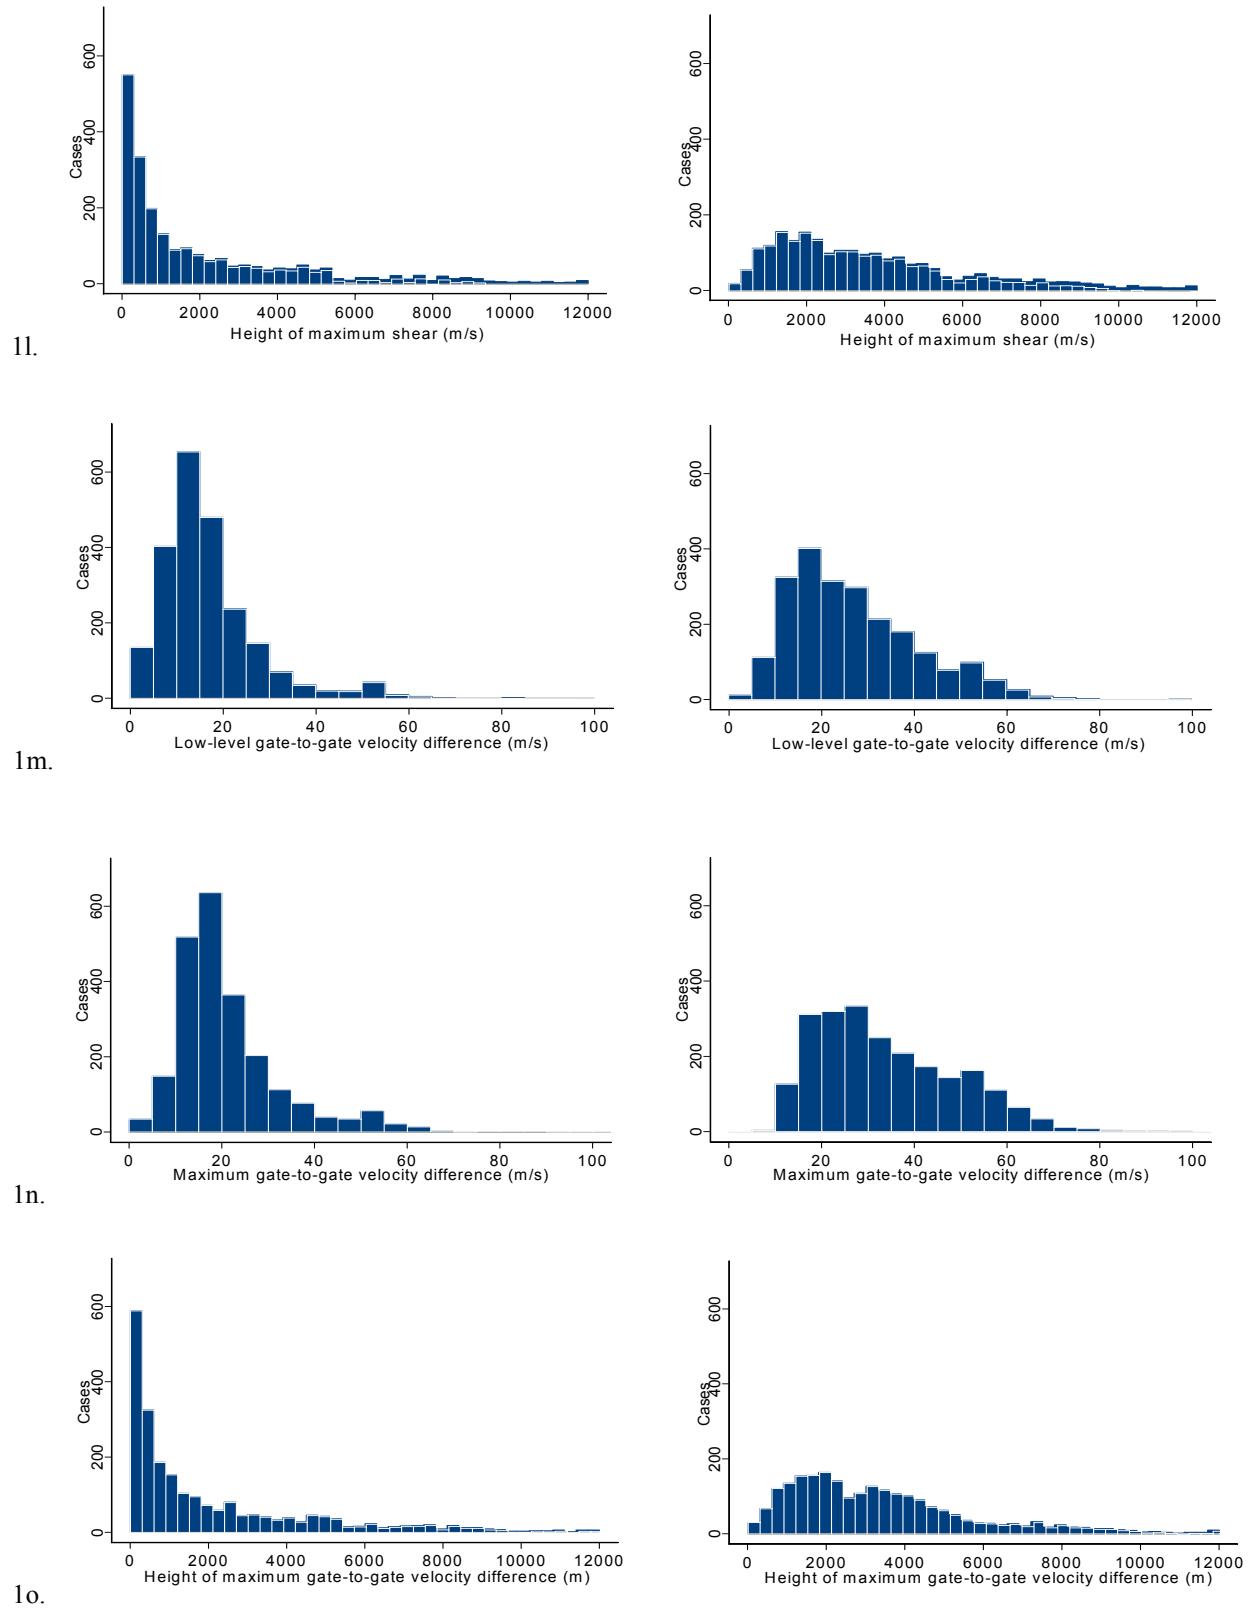 600
400
200
0
Cases
0 2000 4000 6000 8000 10000 12000
Height of maximum shear (m/s)
600
400
200
0
Cases
0 2000 4000 6000 8000 10000 12000
Height of maximum shear (m/s)
1l.
600
400
200
0
Cases
0 20 40 60 80 100
Low-level gate-to-gate velocity difference (m/s)
600
400
200
0
Cases
0 20 40 60 80 100
Low-level gate-to-gate velocity difference (m/s)
1m.
600
400
200
0
Cases
0 20 40 60 80 100
Maximum gate-to-gate velocity difference (m/s)
600
400
200
0
Cases
0 20 40 60 80 100
Maximum gate-to-gate velocity difference (m/s)
1n.
600
400
200
0
Cases
0 2000 4000 6000 8000 10000 12000
Height of maximum gate-to-gate velocity difference (m)
600
400
200
0
Cases
0 2000 4000 6000 8000 10000 12000
Height of maximum gate-to-gate velocity difference (m)
1o.